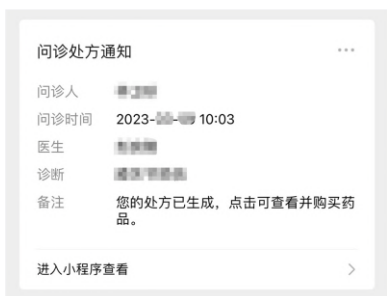 问诊处方通知
问诊人
问诊时间 2023- 10:03
医生
诊断
备注 您的处方已生成，点击可查看并购买药
品。
进入小程序查看